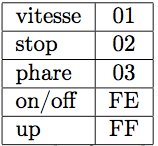 vitesse 01
stop 02
phare 03
on/off FE
up FF